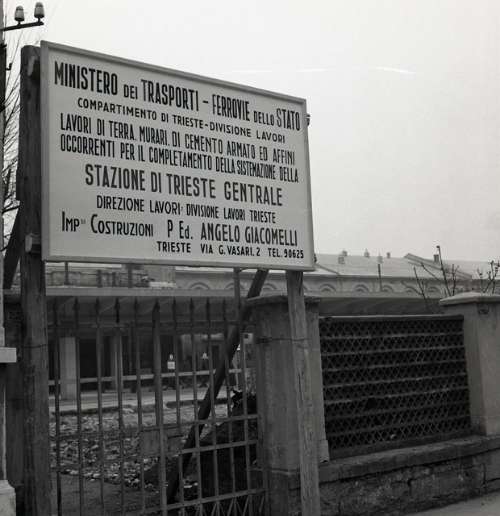 MINISTERO DEI TRASPORTI - FERROVIE DELLO STATO
COMPARTIMENTO DI TRIESTE - DIVISIONE LAVORI
LAVORI DI TERRA, MURARI, DI CEMENTO ARMATO ED AFFINI
OCCORRENTI PER IL COMPLETAMENTO DELLA SISTEMAZIONE DELLA
STAZIONE DI TRIESTE CENTRALE
DIREZIONE LAVORI: DIVISIONE LAVORI TRIESTE
IMP. DI COSTRUZIONI P. ED. ANGELO GIACOMELLI
TRIESTE VIA G. VASARI, 2 TEL. 90625